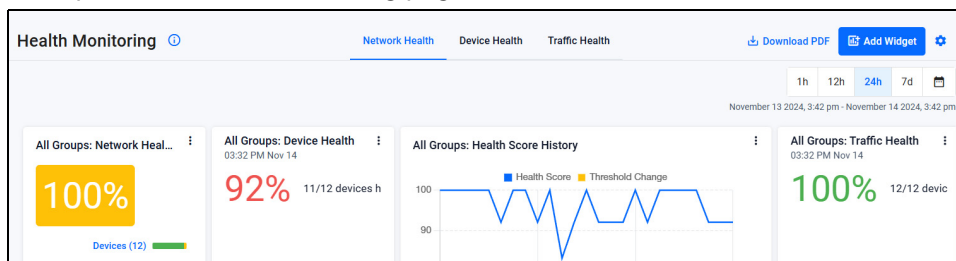 Health Monitoring
Network Health Device Health Traffic Health
Download PDF Add Widget
1h 12h 24h 7d
November 13 2024, 3:42 pm - November 14 2024, 3:42 pm
All Groups: Network Heal...
100%
Devices (12)
All Groups: Device Health
03:32 PM Nov 14
92% 11/12 devices h
All Groups: Health Score History
Health Score Threshold Change
100
90
All Groups: Traffic Health
03:32 PM Nov 14
100% 12/12 devic